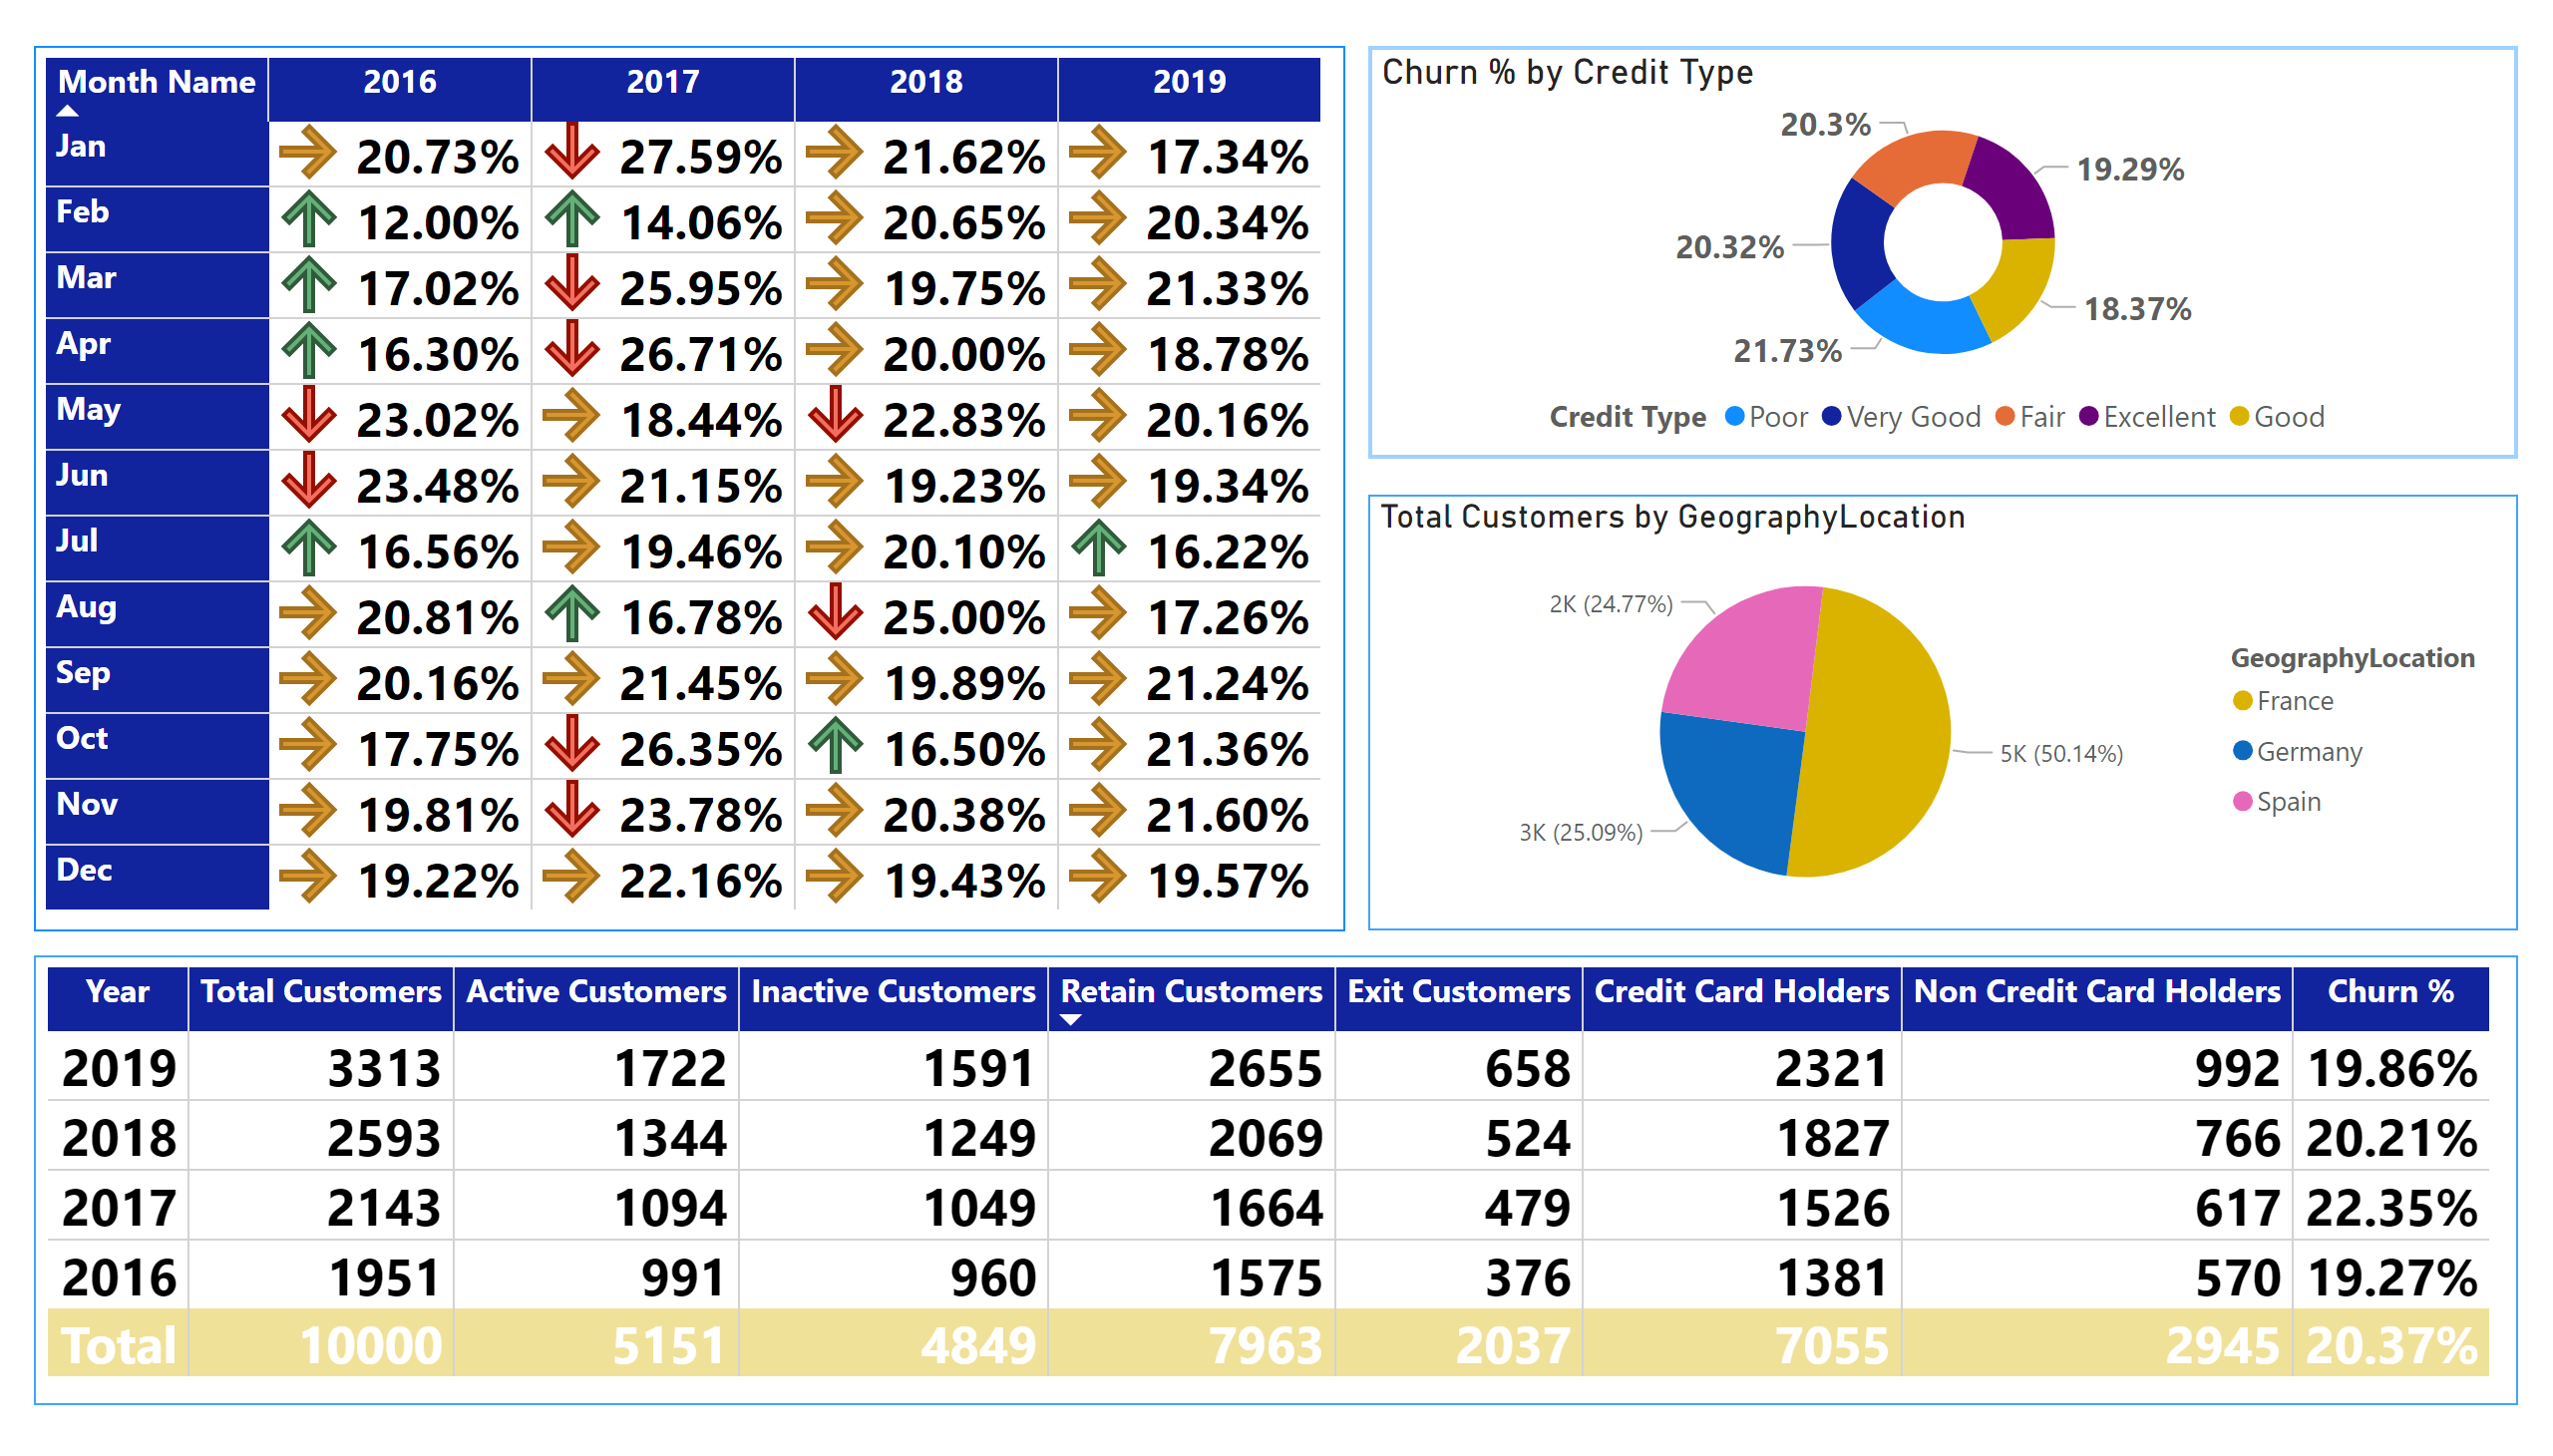 Month Name 2016 2017 2018 2019
Jan 20.73% 27.59% 21.62% 17.34%
Feb 12.00% 14.06% 20.65% 20.34%
Mar 17.02% 25.95% 19.75% 21.33%
Apr 16.30% 26.71% 20.00% 18.78%
May 23.02% 18.44% 22.83% 20.16%
Jun 23.48% 21.15% 19.23% 19.34%
Jul 16.56% 19.46% 20.10% 16.22%
Aug 20.81% 16.78% 25.00% 17.26%
Sep 20.16% 21.45% 19.89% 21.24%
Oct 17.75% 26.35% 16.50% 21.36%
Nov 19.81% 23.78% 20.38% 21.60%
Dec 19.22% 22.16% 19.43% 19.57%
Churn % by Credit Type
20.3%
19.29%
20.32%
18.37%
21.73%
Credit Type Poor Very Good Fair Excellent Good
Total Customers by GeographyLocation
2K (24.77%)
5K (50.14%)
3K (25.09%)
GeographyLocation
France
Germany
Spain
Year Total Customers Active Customers Inactive Customers Retain Customers Exit Customers Credit Card Holders Non Credit Card Holders Churn %
2019 3313 1722 1591 2655 658 2321 992 19.86%
2018 2593 1344 1249 2069 524 1827 766 20.21%
2017 2143 1094 1049 1664 479 1526 617 22.35%
2016 1951 991 960 1575 376 1381 570 19.27%
Total 10000 5151 4849 7963 2037 7055 2945 20.37%